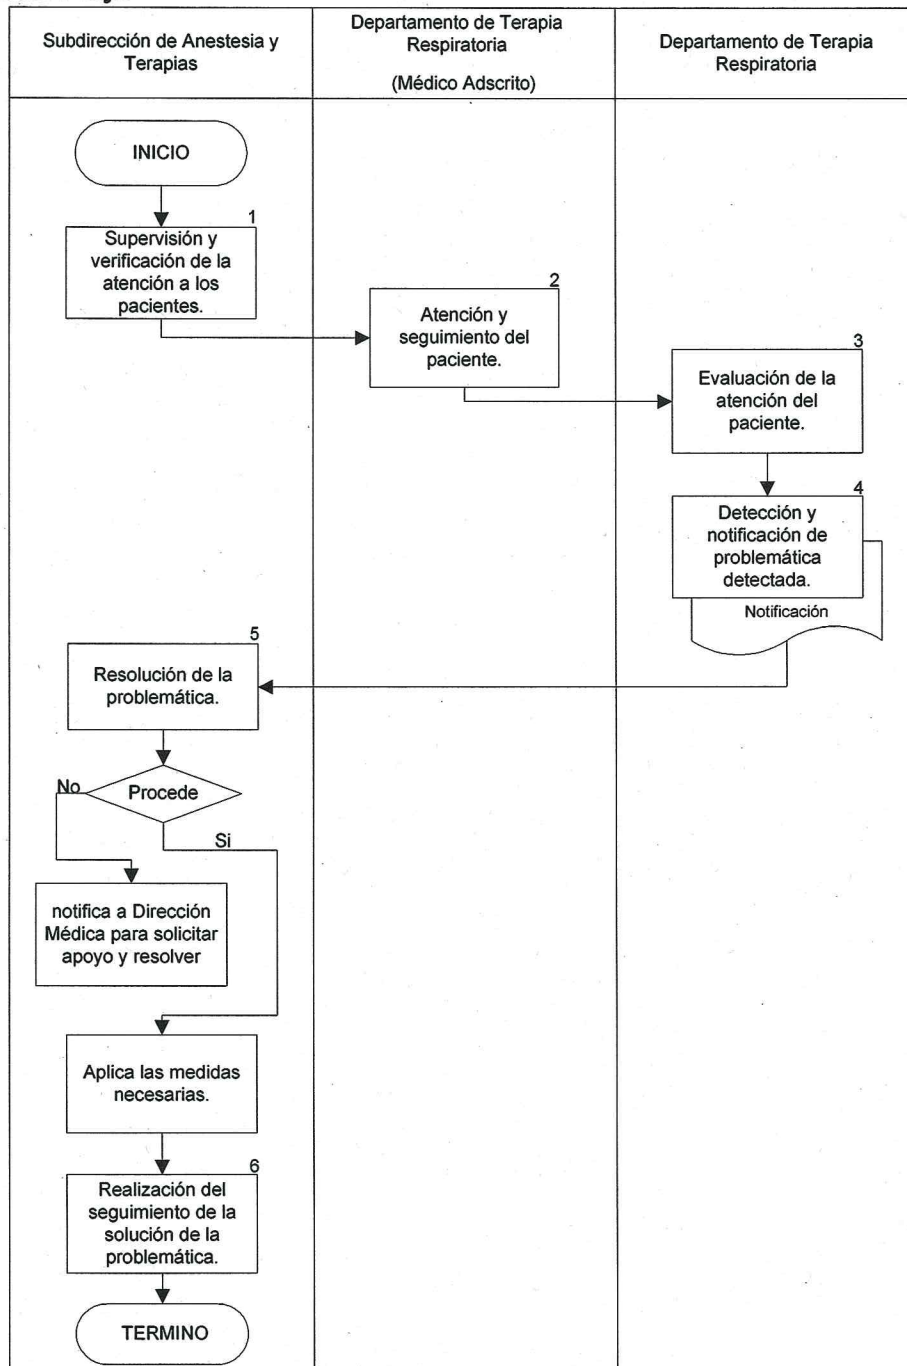 Subdirección de Anestesia y
Terapias
Departamento de Terapia
Respiratoria
(Médico Adscrito)
Departamento de Terapia
Respiratoria
INICIO
1
Supervisión y
verificación de la
atención a los
pacientes.
2
Atención y
seguimiento del
paciente.
3
Evaluación de la
atención del
paciente.
4
Detección y
notificación de
problemática
detectada.
Notificación
5
Resolución de la
problemática.
No
Procede
Si
notifica a Dirección
Médica para solicitar
apoyo y resolver
Aplica las medidas
necesarias.
6
Realización del
seguimiento de la
solución de la
problemática.
TERMINO